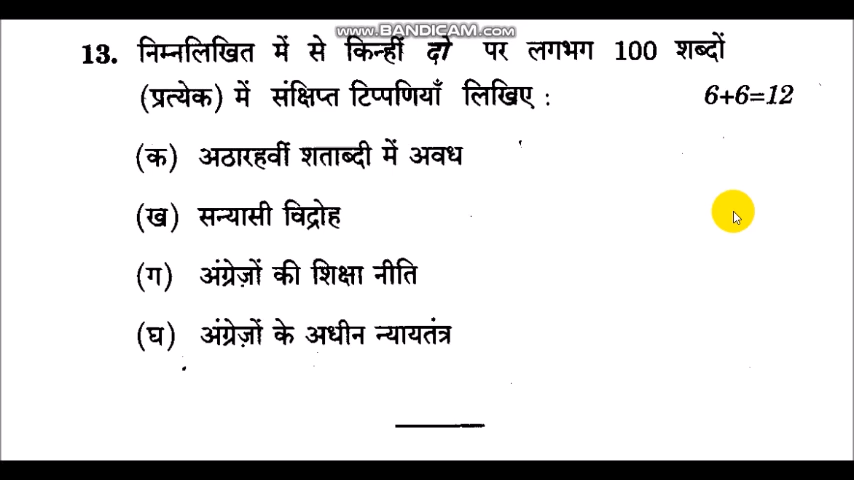 www.BANDICAM.com
13. निम्नलिखित में से किन्हीं दो पर लगभग 100 शब्दों
(प्रत्येक) में संक्षिप्त टिप्पणियाँ लिखिए : 6+6=12
(क) अठारहवीं शताब्दी में अवध
(ख) सन्यासी विद्रोह
(ग) अंग्रेज़ों की शिक्षा नीति
(घ) अंग्रेज़ों के अधीन न्यायतंत्र